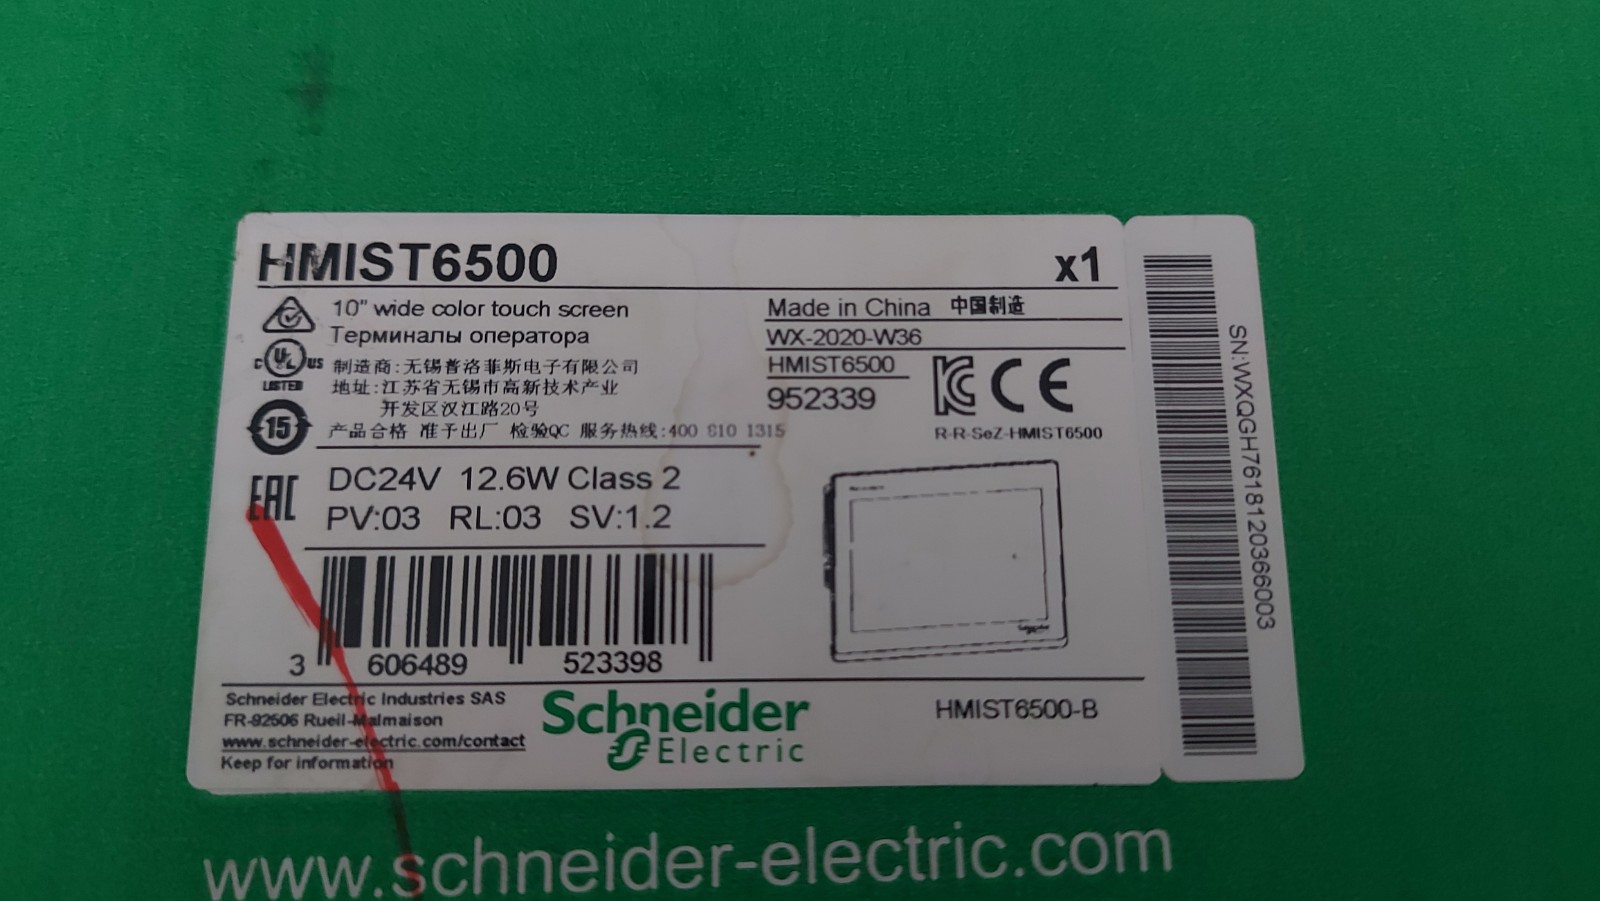 HMIST6500
x1
10" wide color touch screen
Терминалы оператора
制造商:无锡普洛菲斯电子有限公司
地址:江苏省无锡市高新技术产业
开发区汉江路20号
产品合格 准予出厂 检验QC 服务热线:400 810 1315
Made in China 中国制造
WX-2020-W36
HMIST6500
952339
R-R-SeZ-HMIST6500
C UL US
LISTED
15
EAC
CE
DC24V 12.6W Class 2
PV:03 RL:03 SV:1.2
3 606489 523398
Schneider Electric Industries SAS
FR-92506 Rueil-Malmaison
www.schneider-electric.com/contact
Keep for information
Schneider
Electric
HMIST6500-B
SN:WXQGH7618120366003
www.schneider-electric.com